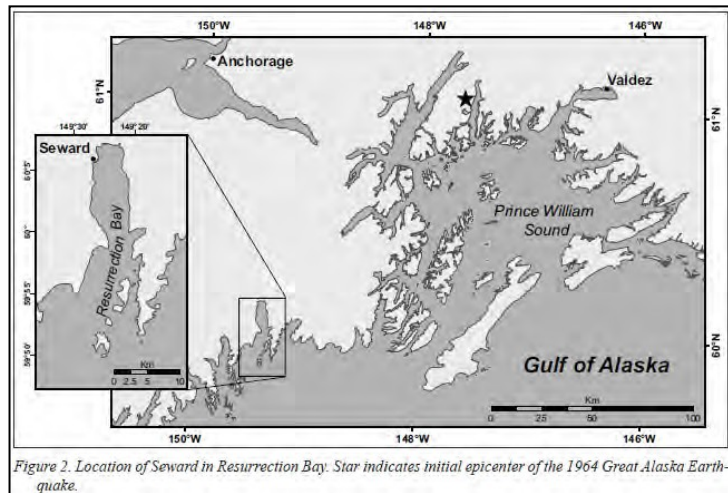 150°W
148°W
146°W
Anchorage
Valdez
61°N
61°N
149°30'
149°20'
Seward
60°5'
60°
59°55'
59°50'
Resurrection Bay
Km
0 2.5 5 10
Prince William
Sound
60°N
Gulf of Alaska
Km
0 25 50 100
150°W
148°W
146°W
Figure 2. Location of Seward in Resurrection Bay. Star indicates initial epicenter of the 1964 Great Alaska Earth-
quake.